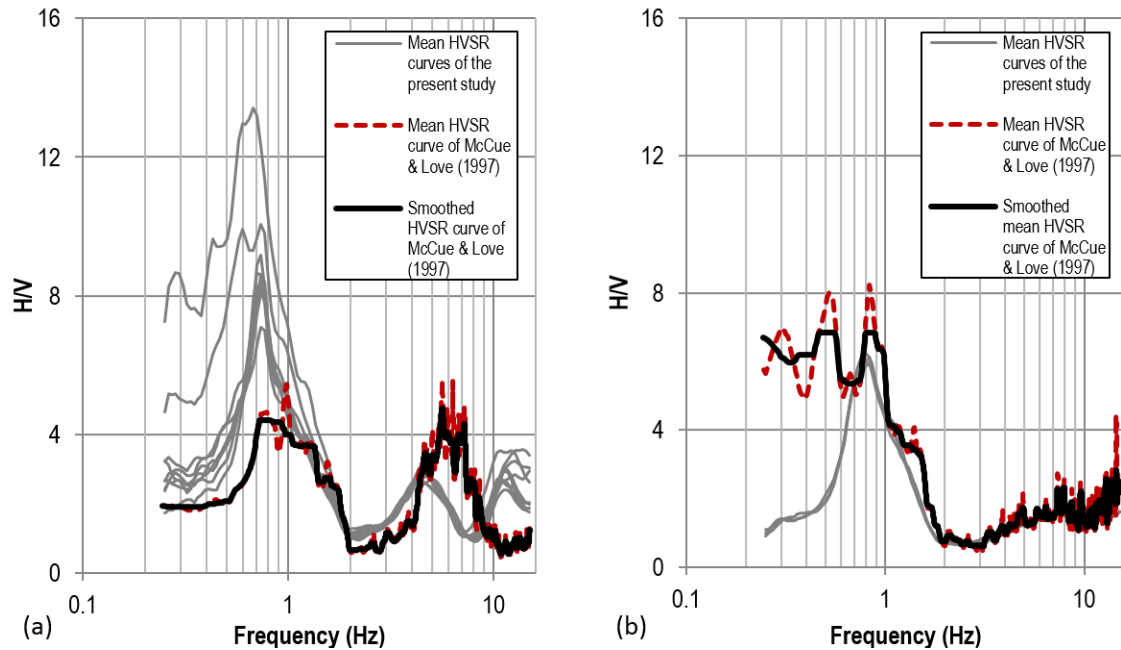 16
12
8
4
0
H/V
0.1
1
10
Frequency (Hz)
(a)
Mean HVSR
curves of the
present study
Mean HVSR
curve of McCue
& Love (1997)
Smoothed
HVSR curve of
McCue & Love
(1997)
16
12
8
4
0
H/V
0.1
1
10
Frequency (Hz)
(b)
Mean HVSR
curves of the
present study
Mean HVSR
curve of McCue
& Love (1997)
Smoothed
mean HVSR
curve of McCue
& Love (1997)